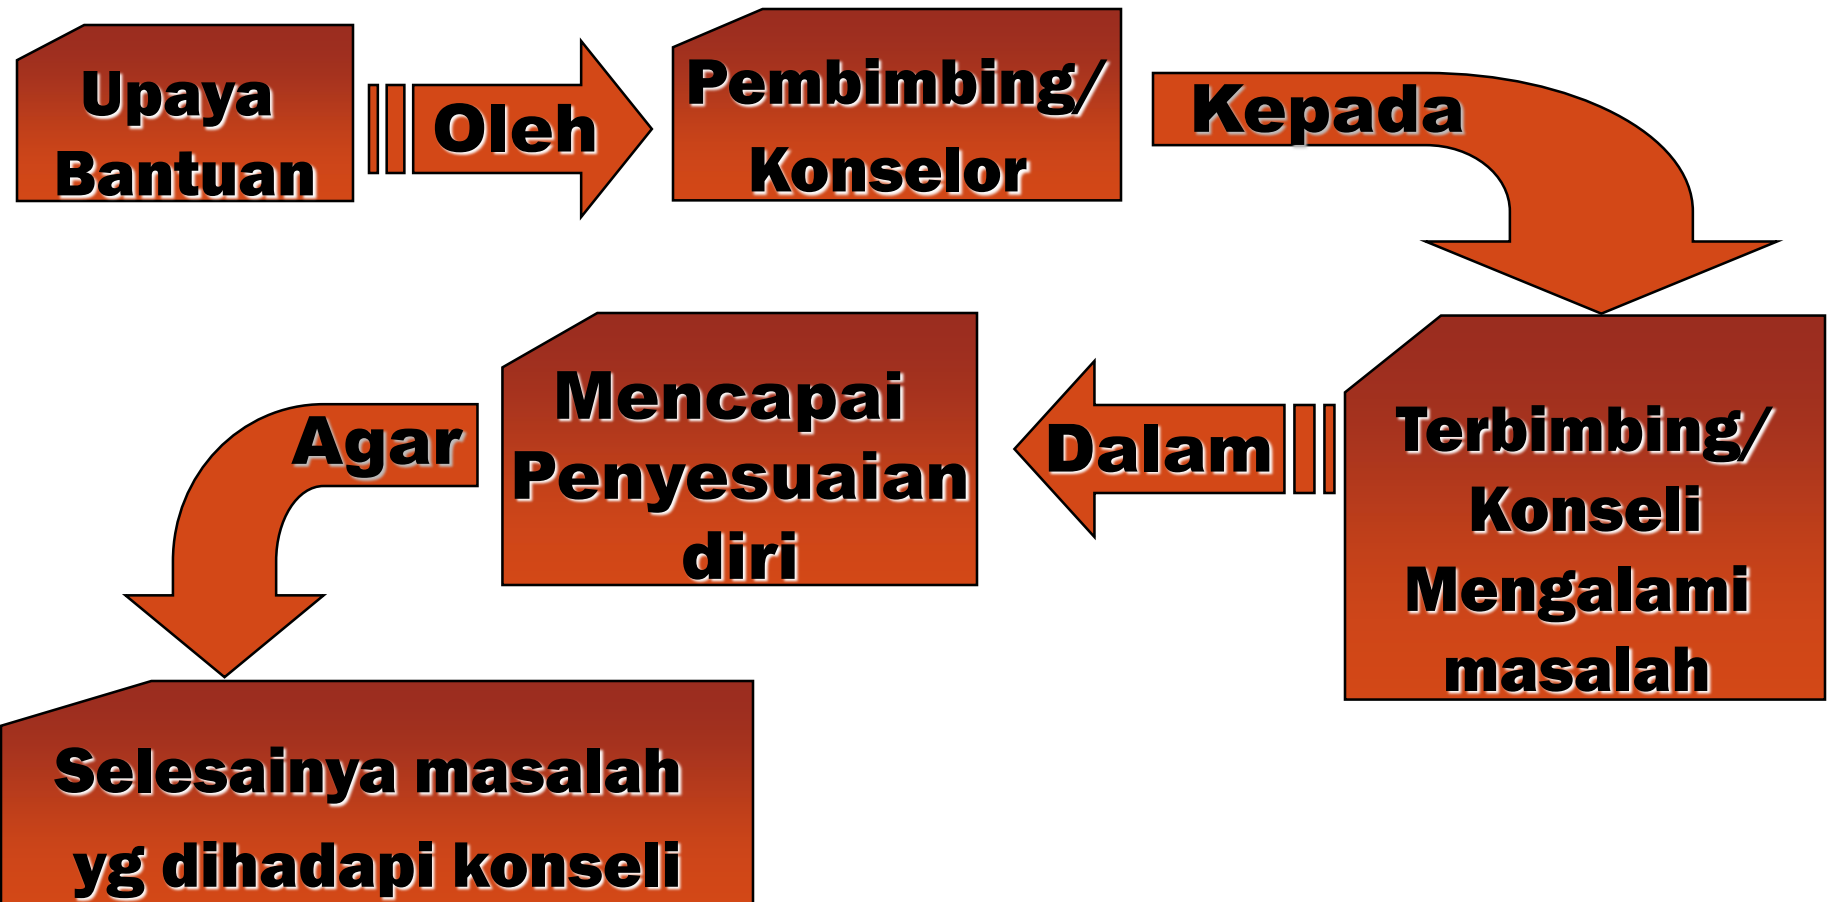 Upaya
Bantuan
Oleh
Pembimbing/
Konselor
Kepada
Terbimbing/
Konseli
Mengalami
masalah
Dalam
Mencapai
Penyesuaian
diri
Agar
Selesainya masalah
yg dihadapi konseli